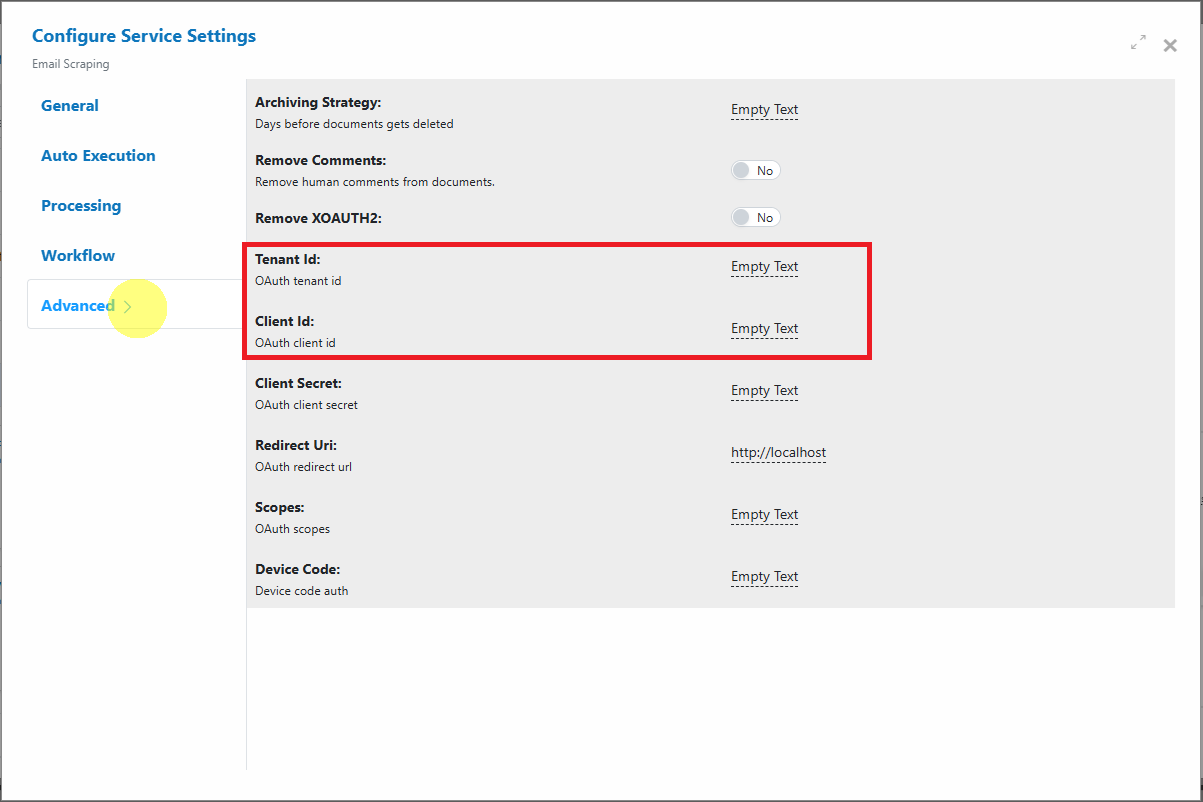 Configure Service Settings
Email Scraping
General
Auto Execution
Processing
Workflow
Advanced
Archiving Strategy:
Days before documents gets deleted
Empty Text
Remove Comments:
Remove human comments from documents.
No
Remove XOAUTH2:
No
Tenant Id:
OAuth tenant id
Empty Text
Client Id:
OAuth client id
Empty Text
Client Secret:
OAuth client secret
Empty Text
Redirect Uri:
OAuth redirect url
http://localhost
Scopes:
OAuth scopes
Empty Text
Device Code:
Device code auth
Empty Text